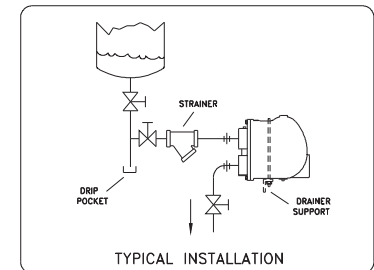 STRAINER
DRIP
POCKET
DRAINER
SUPPORT
TYPICAL INSTALLATION